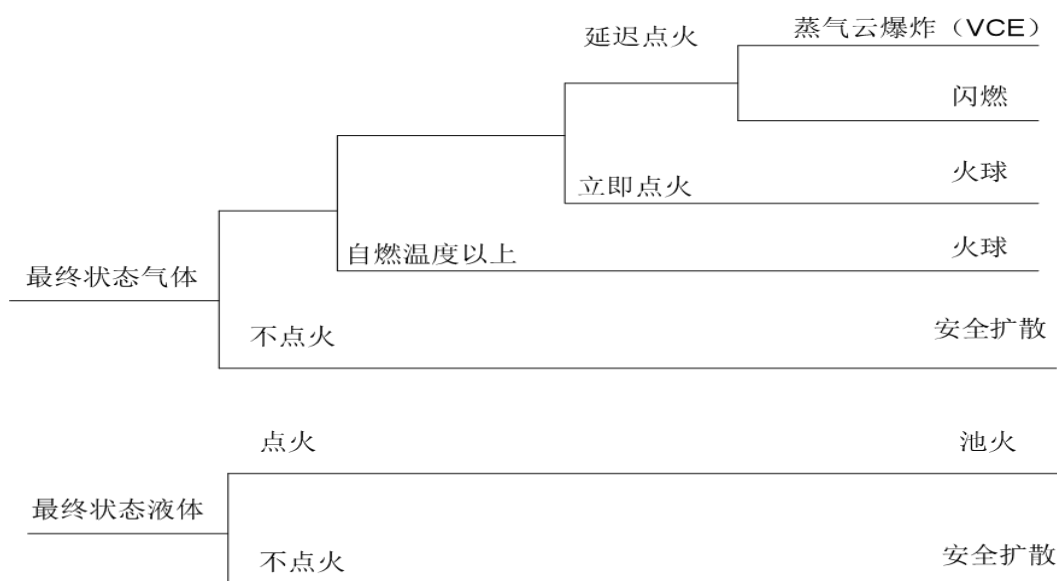 延迟点火
蒸气云爆炸（VCE）
闪燃
立即点火
火球
自燃温度以上
火球
最终状态气体
不点火
安全扩散
点火
池火
最终状态液体
不点火
安全扩散